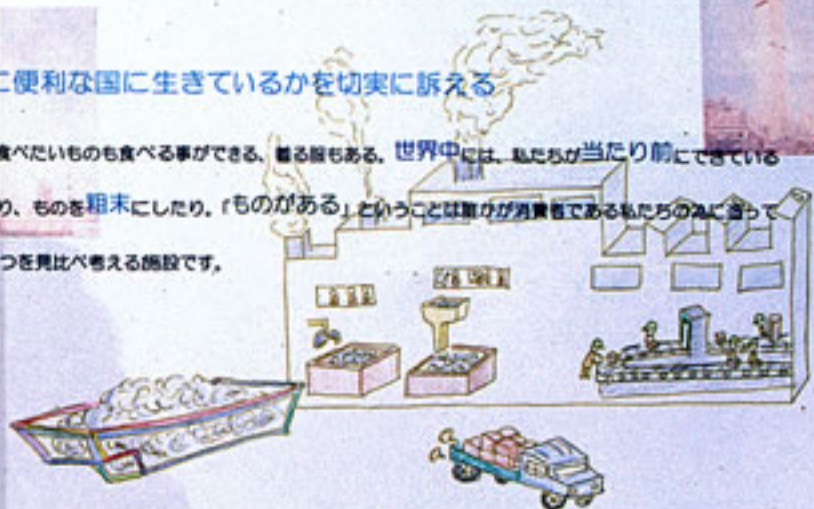 に便利な国に生きているかを切実に訴える
食べたいものも食べる事ができる、着る服もある。世界中には、私たちが当たり前にできている
り、ものを粗末にしたり。「ものがある」ということは誰かが消費者である私たちの為に造って
つを見比べ考える施設です。